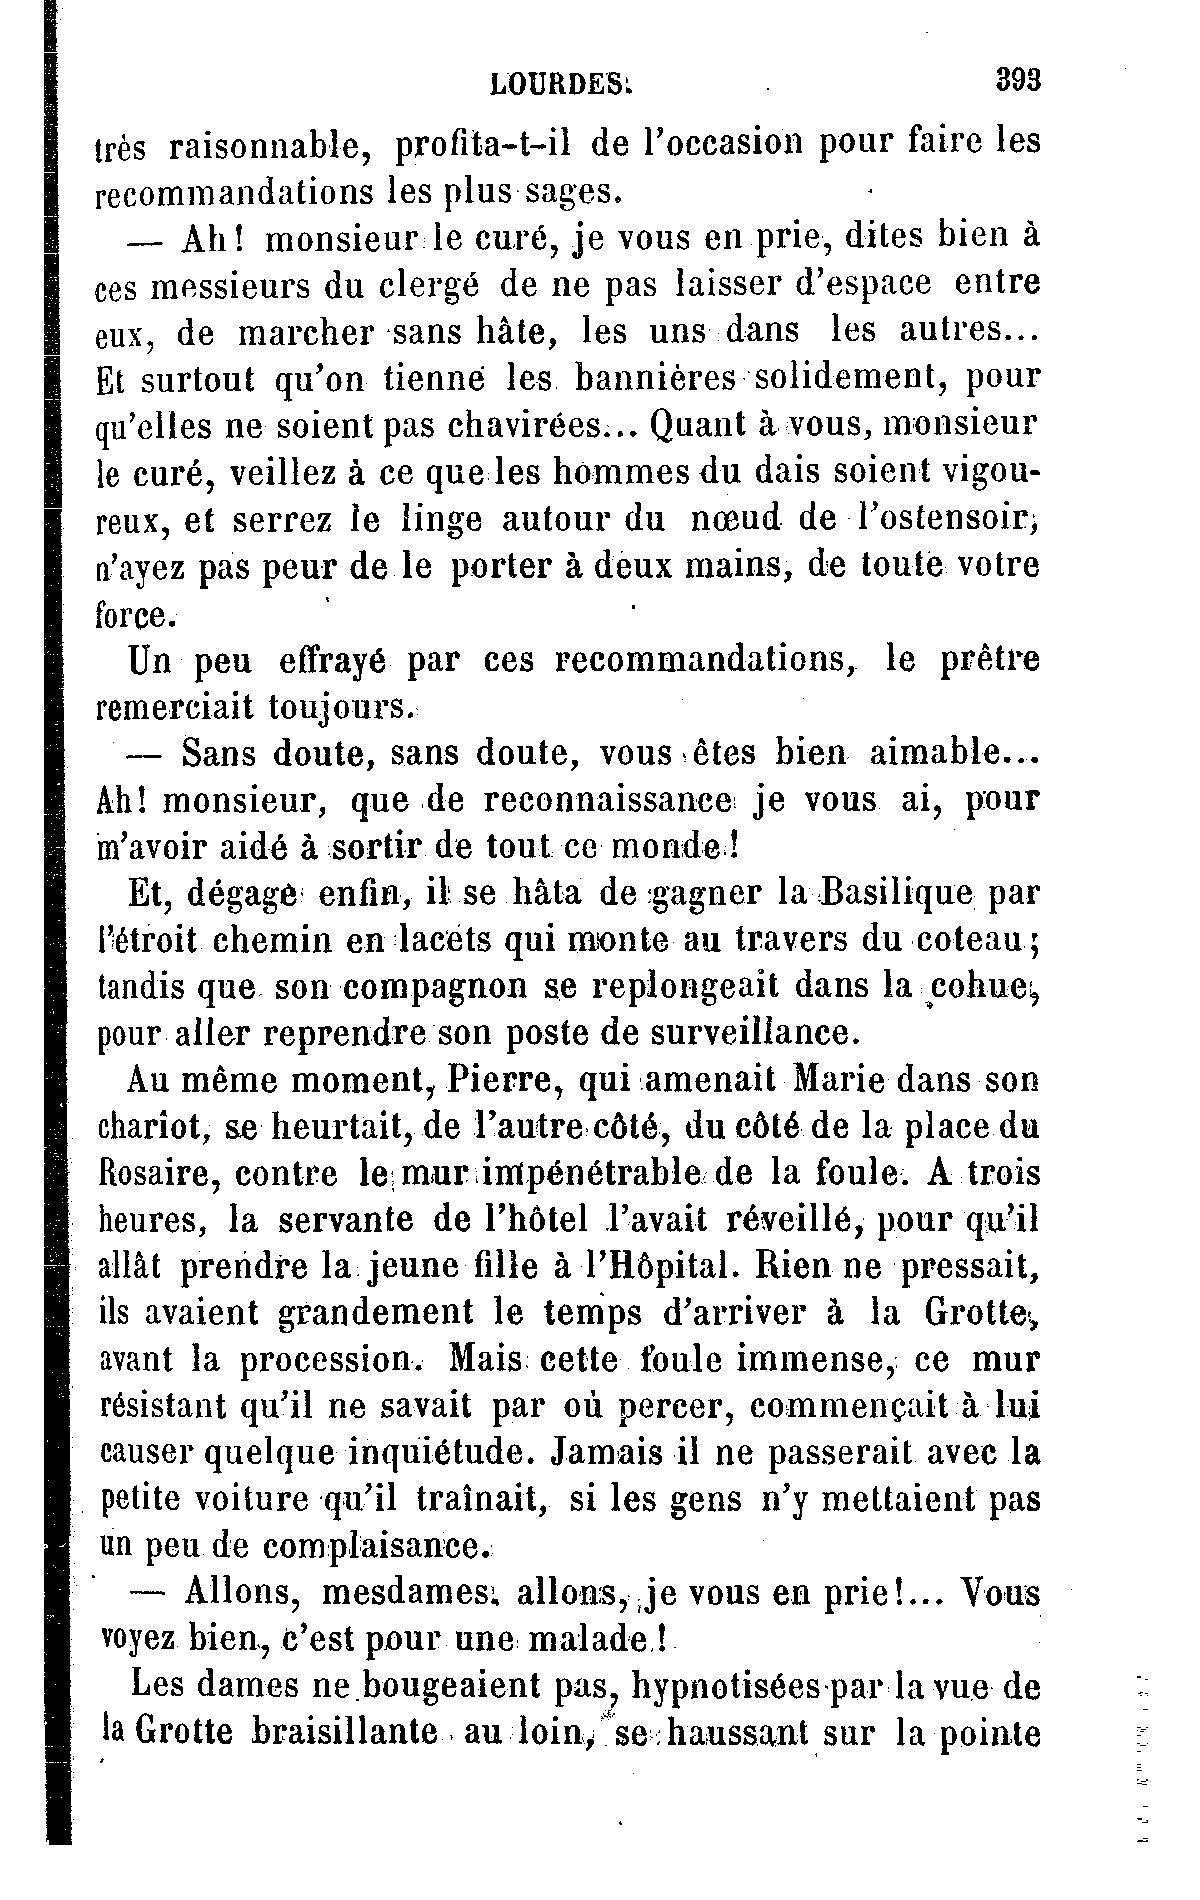 LOURDES. 393
très raisonnable, profita-t-il de l'occasion pour faire les
recommandations les plus sages.
— Ah! monsieur le curé, je vous en prie, dites bien à
ces messieurs du clergé de ne pas laisser d'espace entre
eux, de marcher sans hâte, les uns dans les autres...
Et surtout qu'on tienne les bannières solidement, pour
qu'elles ne soient pas chavirées... Quant à vous, monsieur
le curé, veillez à ce que les hommes du dais soient vigou-
reux, et serrez le linge autour du nœud de l'ostensoir,
n'ayez pas peur de le porter à deux mains, de toute votre
force.
Un peu effrayé par ces recommandations, le prêtre
remerciait toujours.
— Sans doute, sans doute, vous êtes bien aimable...
Ah! monsieur, que de reconnaissance je vous ai, pour
m'avoir aidé à sortir de tout ce monde!
Et, dégagé enfin, il se hâta de gagner la Basilique par
l'étroit chemin en lacets qui monte au travers du coteau;
tandis que son compagnon se replongeait dans la cohue,
pour aller reprendre son poste de surveillance.
Au même moment, Pierre, qui amenait Marie dans son
chariot, se heurtait, de l'autre côté, du côté de la place du
Rosaire, contre le mur impénétrable de la foule. A trois
heures, la servante de l'hôtel l'avait réveillé, pour qu'il
allât prendre la jeune fille à l'Hôpital. Rien ne pressait,
ils avaient grandement le temps d'arriver à la Grotte,
avant la procession. Mais cette foule immense, ce mur
résistant qu'il ne savait par où percer, commençait à lui
causer quelque inquiétude. Jamais il ne passerait avec la
petite voiture qu'il traînait, si les gens n'y mettaient pas
un peu de complaisance.
— Allons, mesdames, allons, je vous en prie!... Vous
voyez bien, c'est pour une malade!
Les dames ne bougeaient pas, hypnotisées par la vue de
la Grotte braisillante au loin, se haussant sur la pointe